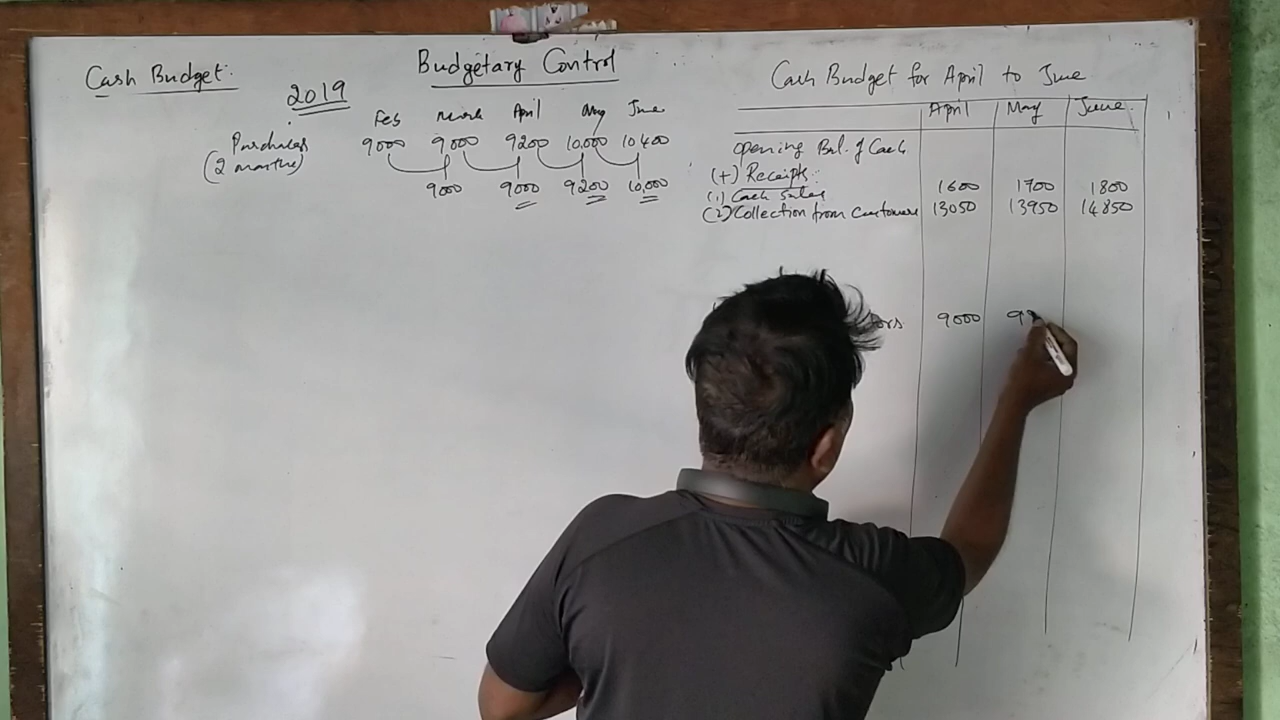 Budgetary Control
Cash Budget:
2019
Feb March April May June
Purchases 9000 9000 9200 10,000 10400
(2 months)
9000 9000 9200 10,000
Cash Budget for April to June
April May June
opening Bal. of Cash
(+) Receipts:
(1) Cash Sales 1600 1700 1800
(2) Collection from Customers 13050 13950 14850
ors 9000